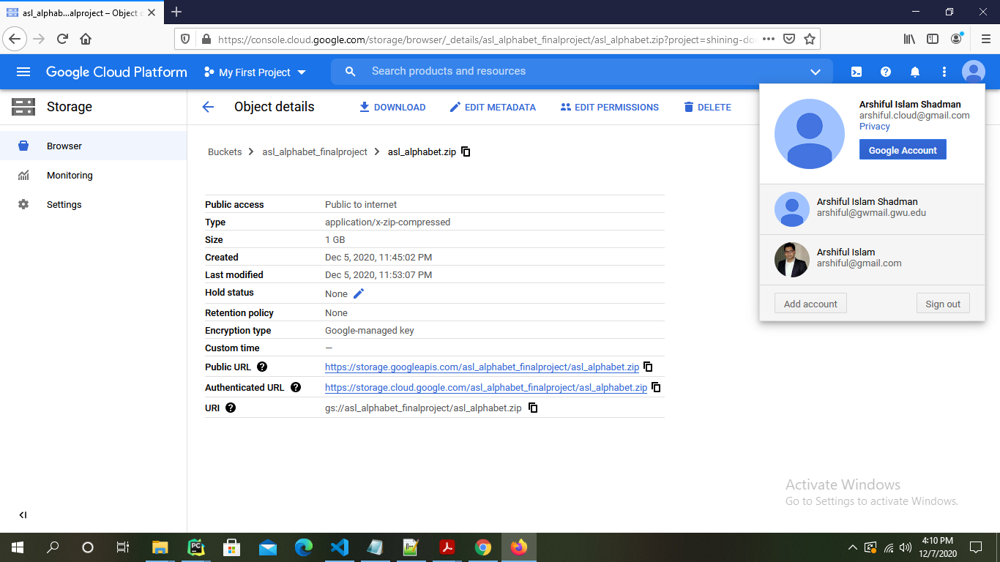 asl_alphab...alproject – Object
https://console.cloud.google.com/storage/browser/_details/asl_alphabet_finalproject/asl_alphabet.zip?project=shining-do
Google Cloud Platform
My First Project
Search products and resources
Storage
Object details
DOWNLOAD
EDIT METADATA
EDIT PERMISSIONS
DELETE
Arshiful Islam Shadman
arshiful.cloud@gmail.com
Privacy
Google Account
Arshiful Islam Shadman
arshiful@gwmail.gwu.edu
Arshiful Islam
arshiful@gmail.com
Add account
Sign out
Browser
Monitoring
Settings
Buckets > asl_alphabet_finalproject > asl_alphabet.zip
Public access Public to internet
Type application/x-zip-compressed
Size 1 GB
Created Dec 5, 2020, 11:45:02 PM
Last modified Dec 5, 2020, 11:53:07 PM
Hold status None
Retention policy None
Encryption type Google-managed key
Custom time —
Public URL https://storage.googleapis.com/asl_alphabet_finalproject/asl_alphabet.zip
Authenticated URL https://storage.cloud.google.com/asl_alphabet_finalproject/asl_alphabet.zip
URI gs://asl_alphabet_finalproject/asl_alphabet.zip
Activate Windows
Go to Settings to activate Windows.
PC
4:10 PM
12/7/2020